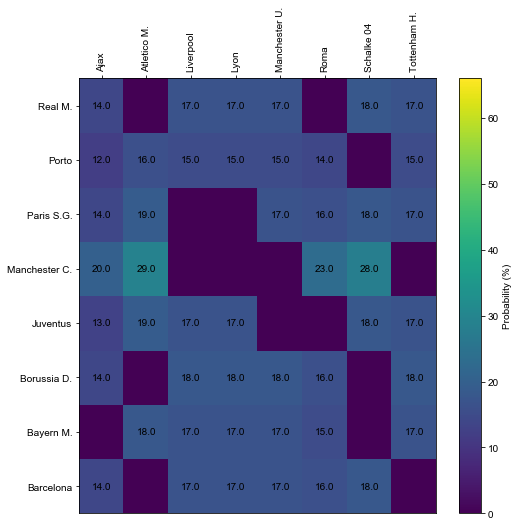 Ajax Atletico M. Liverpool Lyon Manchester U. Roma Schalke 04 Tottenham H.
Real M. 14.0 17.0 17.0 17.0 18.0 17.0
Porto 12.0 16.0 15.0 15.0 15.0 14.0 15.0
Paris S.G. 14.0 19.0 17.0 16.0 18.0 17.0
Manchester C. 20.0 29.0 23.0 28.0
Juventus 13.0 19.0 17.0 17.0 18.0 17.0
Borussia D. 14.0 18.0 18.0 18.0 16.0 18.0
Bayern M. 18.0 17.0 17.0 17.0 15.0 17.0
Barcelona 14.0 17.0 17.0 17.0 16.0 18.0
60
50
40
30
20
10
0
Probability (%)